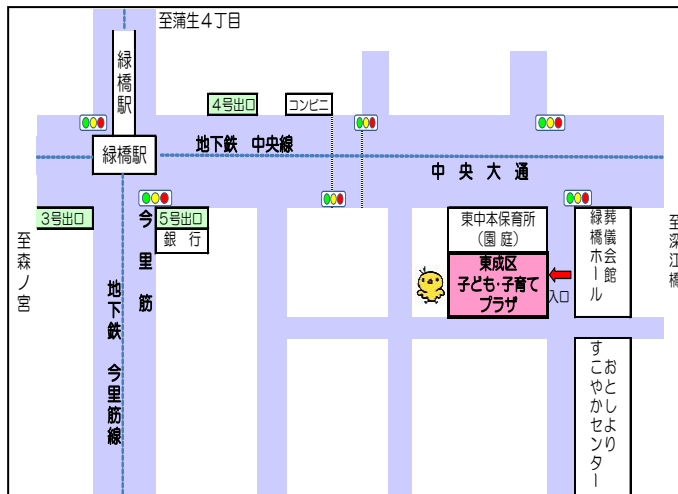 至蒲生4丁目
緑橋駅
4号出口
コンビニ
緑橋駅
地下鉄 中央線
中央大通
3号出口
5号出口
銀行
今里筋
至森ノ宮
地下鉄 今里筋線
東中本保育所
(園庭)
東成区
子ども・子育て
プラザ
入口
葬儀会館
緑橋ホール
至深江橋
おとしより
すこやかセンター